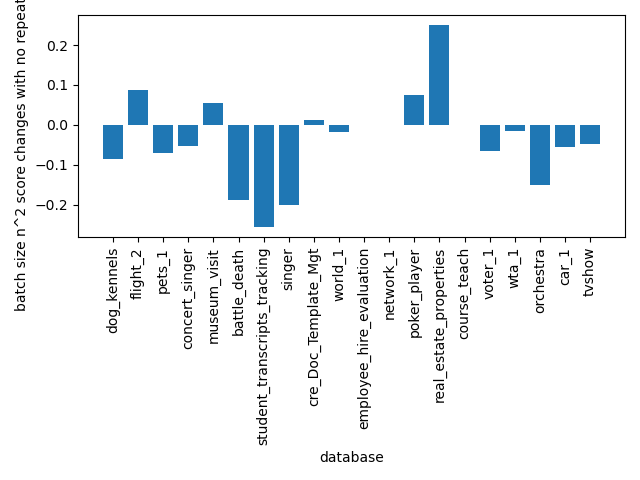 batch size n^2 score changes with no repeat
0.2
0.1
0.0
−0.1
−0.2
dog_kennels
flight_2
pets_1
concert_singer
museum_visit
battle_death
student_transcripts_tracking
singer
cre_Doc_Template_Mgt
world_1
employee_hire_evaluation
network_1
poker_player
real_estate_properties
course_teach
voter_1
wta_1
orchestra
car_1
tvshow
database